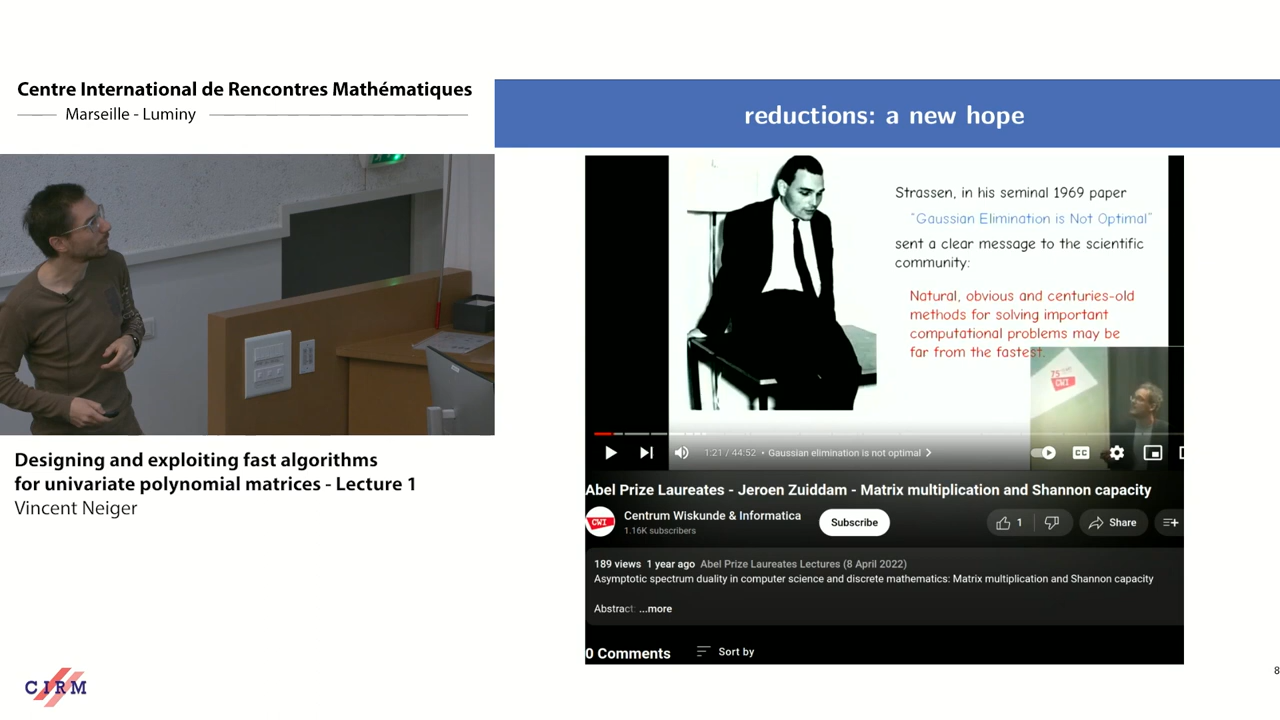 Centre International de Rencontres Mathématiques
Marseille - Luminy
reductions: a new hope
Strassen, in his seminal 1969 paper
"Gaussian Elimination is Not Optimal"
sent a clear message to the scientific
community:
Natural, obvious and centuries-old
methods for solving important
computational problems may be
far from the fastest.
75
CWI
1:21 / 44:52 • Gaussian elimination is not optimal
CC
Abel Prize Laureates - Jeroen Zuiddam - Matrix multiplication and Shannon capacity
CWI
Centrum Wiskunde & Informatica
1.16K subscribers
Subscribe
1
Share
189 views 1 year ago Abel Prize Laureates Lectures (8 April 2022)
Asymptotic spectrum duality in computer science and discrete mathematics: Matrix multiplication and Shannon capacity
Abstract: ...more
0 Comments
Sort by
Designing and exploiting fast algorithms
for univariate polynomial matrices - Lecture 1
Vincent Neiger
CIRM
8